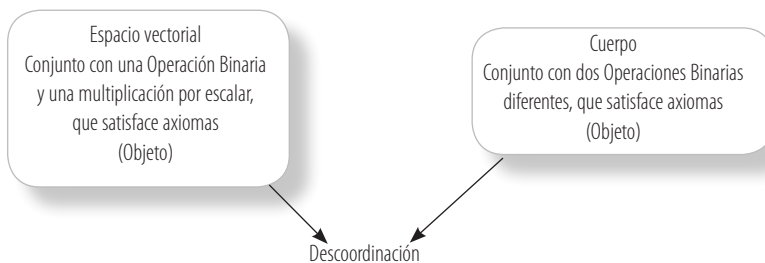 Espacio vectorial
Conjunto con una Operación Binaria
y una multiplicación por escalar,
que satisface axiomas
(Objeto)
Cuerpo
Conjunto con dos Operaciones Binarias
diferentes, que satisface axiomas
(Objeto)
Descoordinación